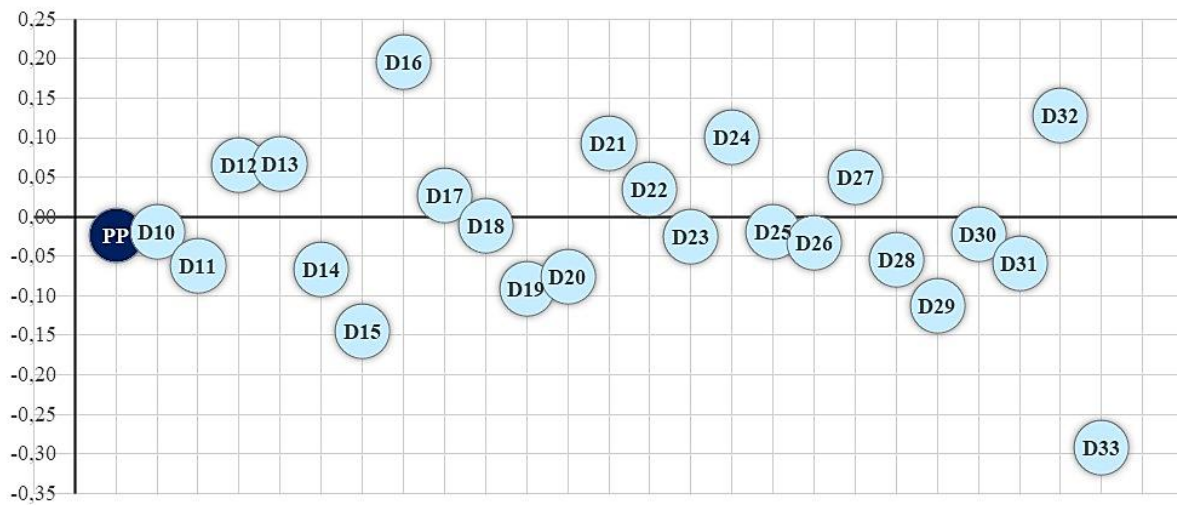 0,25
0,20
D16
0,15
D32
0,10
D24
D21
D12 D13
0,05
D27
D22
D17
0,00
D18
PP D10
D23
D25
D26
D30
-0,05
D11
D14
D28
D31
D19 D20
-0,10
D29
-0,15
D15
-0,20
-0,25
-0,30
D33
-0,35